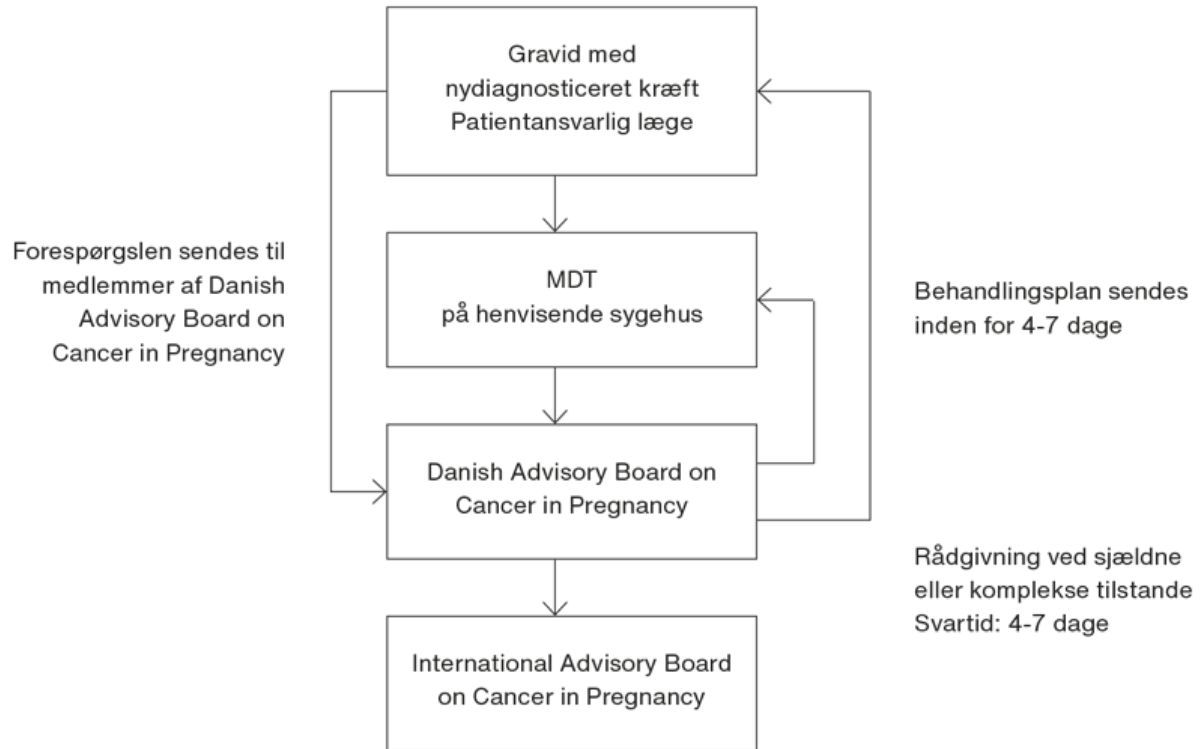 Gravid med
nydiagnosticeret kræft
Patientansvarlig læge
Forespørgslen sendes til
medlemmer af Danish
Advisory Board on
Cancer in Pregnancy
MDT
på henvisende sygehus
Behandlingsplan sendes
inden for 4-7 dage
Danish Advisory Board on
Cancer in Pregnancy
Rådgivning ved sjældne
eller komplekse tilstande
Svartid: 4-7 dage
International Advisory Board
on Cancer in Pregnancy